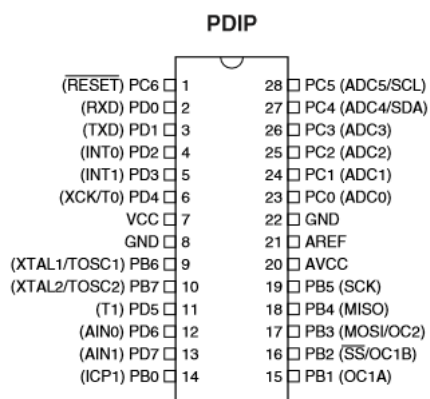 PDIP
(RESET) PC6 1 28 PC5 (ADC5/SCL)
(RXD) PD0 2 27 PC4 (ADC4/SDA)
(TXD) PD1 3 26 PC3 (ADC3)
(INT0) PD2 4 25 PC2 (ADC2)
(INT1) PD3 5 24 PC1 (ADC1)
(XCK/T0) PD4 6 23 PC0 (ADC0)
VCC 7 22 GND
GND 8 21 AREF
(XTAL1/TOSC1) PB6 9 20 AVCC
(XTAL2/TOSC2) PB7 10 19 PB5 (SCK)
(T1) PD5 11 18 PB4 (MISO)
(AIN0) PD6 12 17 PB3 (MOSI/OC2)
(AIN1) PD7 13 16 PB2 (SS/OC1B)
(ICP1) PB0 14 15 PB1 (OC1A)